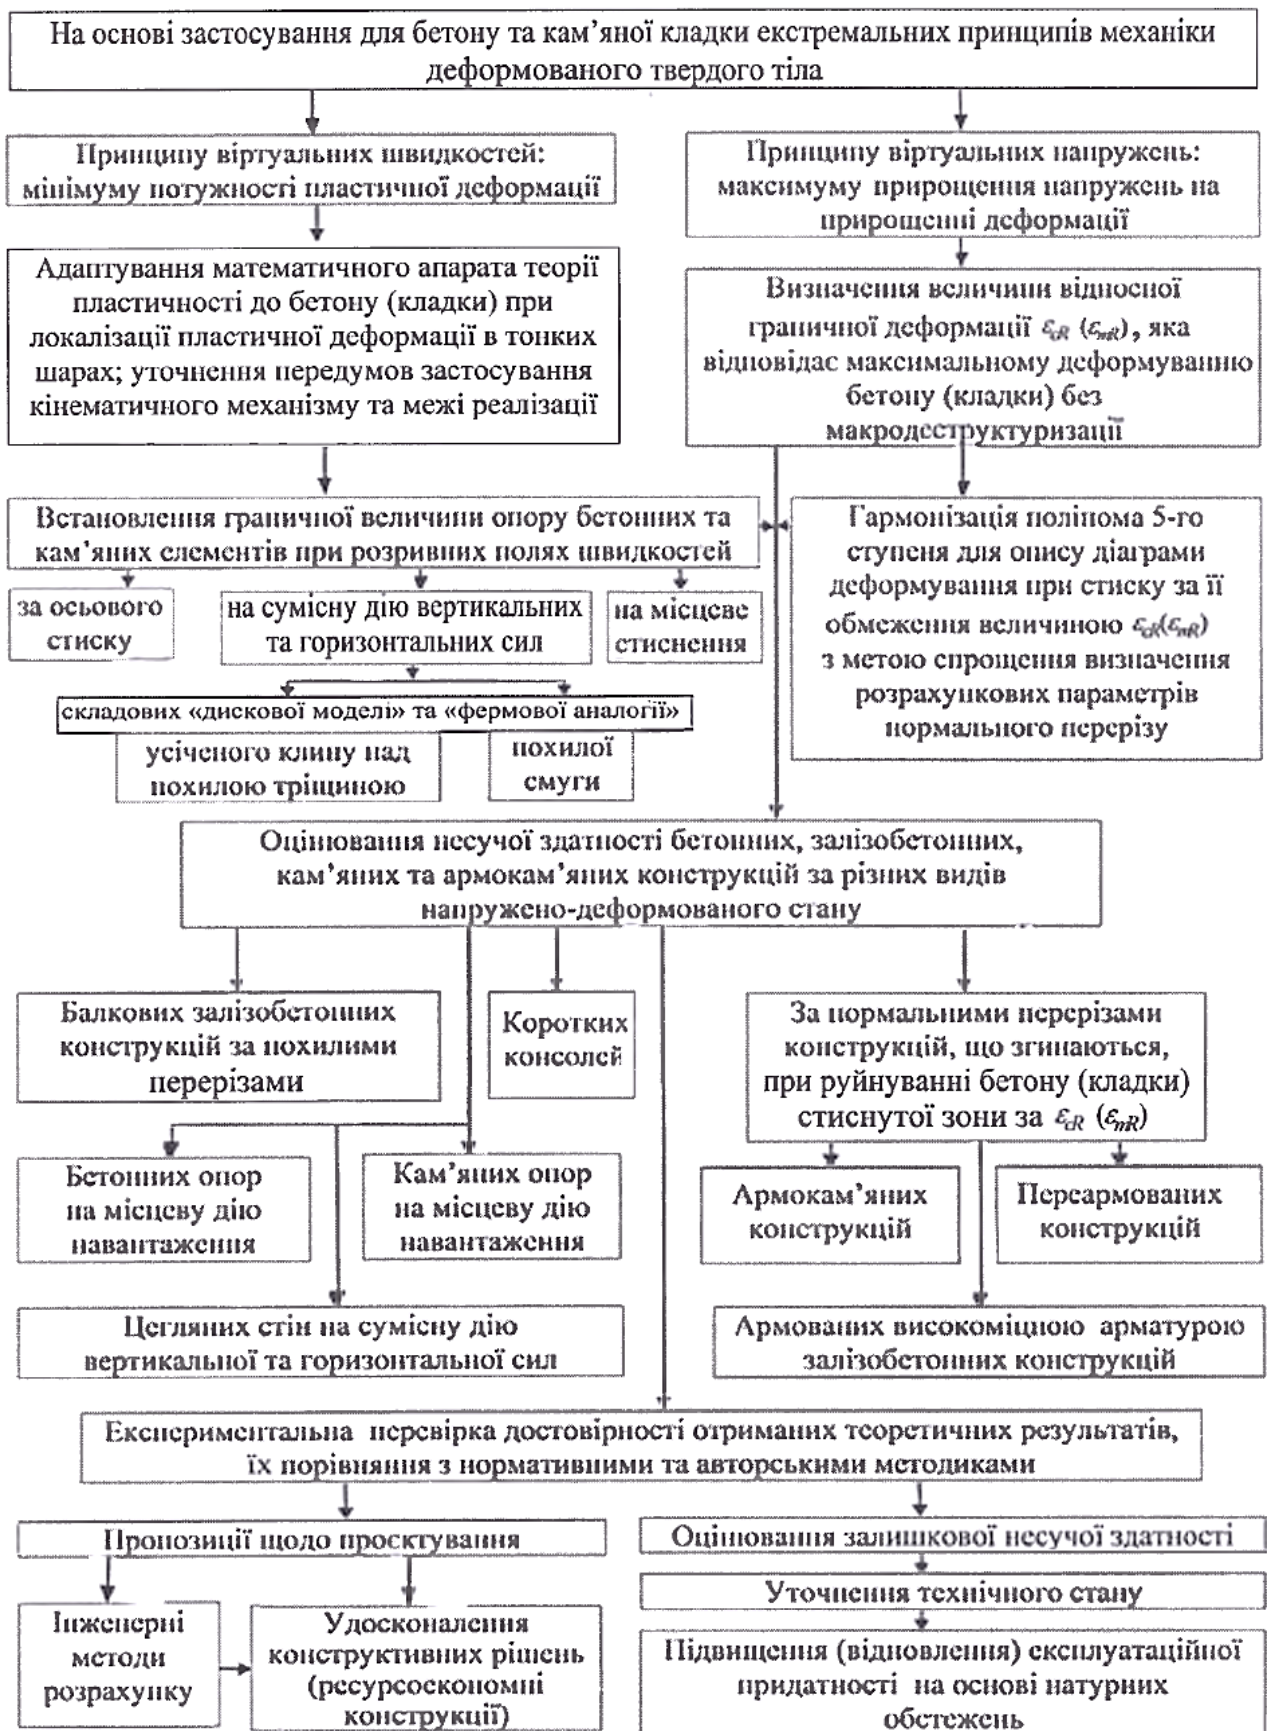 На основі застосування для бетону та кам’яної кладки екстремальних принципів механіки
деформованого твердого тіла
Принципу віртуальних швидкостей:
мінімуму потужності пластичної деформації
Принципу віртуальних напружень:
максимуму прирощення напружень на
прирощенні деформації
Адаптування математичного апарата теорії
пластичності до бетону (кладки) при
локалізації пластичної деформації в тонких
шарах; уточнення передумов застосування
кінематичного механізму та межі реалізації
Визначення величини відносної
граничної деформації εcR (εmR), яка
відповідає максимальному деформуванню
бетону (кладки) без
макродеструктуризації
Встановлення граничної величини опору бетонних та
кам’яних елементів при розривних полях швидкостей
Гармонізація поліпома 5-го
ступеня для опису діаграми
деформування при стиску за її
обмеження величиною εcR(εmR)
з метою спрощення визначення
розрахункових параметрів
нормального перерізу
за осьового
стиску
на сумісну дію вертикальних
та горизонтальних сил
на місцеве
стиснення
складових «дискової моделі» та «фермової аналогії»
усіченого клину над
похилою тріщиною
похилої
смуги
Оцінювання несучої здатності бетонних, залізобетонних,
кам’яних та армокам’яних конструкцій за різних видів
напружено-деформованого стану
Балкових залізобетонних
конструкцій за похилими
перерізами
Коротких
консолей
За нормальними перерізами
конструкцій, що згинаються,
при руйнуванні бетону (кладки)
стиснутої зони за εcR (εmR)
Бетонних опор
на місцеву дію
навантаження
Кам’яних опор
на місцеву дію
навантаження
Армокам’яних
конструкцій
Переармованих
конструкцій
Цегляних стін на сумісну дію
вертикальної та горизонтальної сил
Армованих високоміцною арматурою
залізобетонних конструкцій
Експериментальна перевірка достовірності отриманих теоретичних результатів,
їх порівняння з нормативними та авторськими методиками
Пропозиції щодо проєктування
Оцінювання залишкової несучої здатності
Уточнення технічного стану
Інженерні
методи
розрахунку
Удосконалення
конструктивних рішень
(ресурсоекономні
конструкції)
Підвищення (відновлення) експлуатаційної
придатності на основі натурних
обстежень